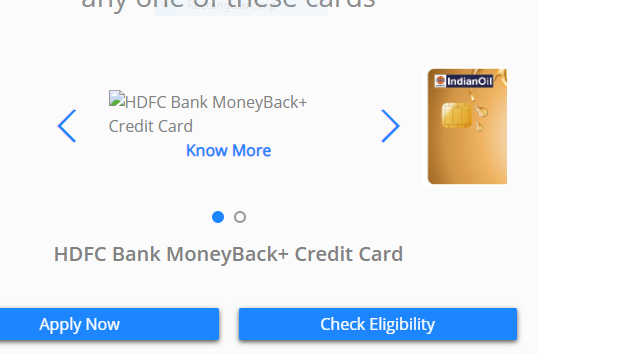 any one of these cards
IndianOil
HDFC Bank MoneyBack+
Credit Card
Know More
HDFC Bank MoneyBack+ Credit Card
Apply Now
Check Eligibility